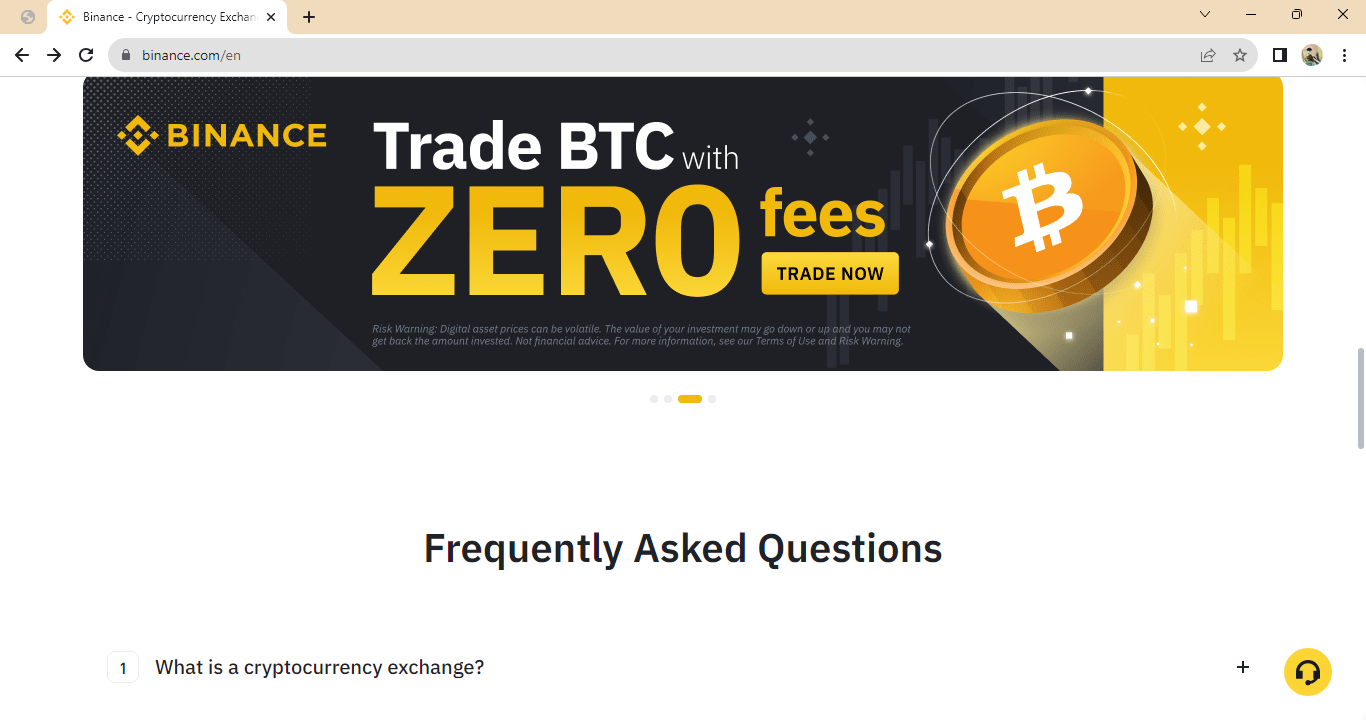 Binance - Cryptocurrency Exchan
binance.com/en
BINANCE
Trade BTC with
ZERO fees
TRADE NOW
Risk Warning: Digital asset prices can be volatile. The value of your investment may go down or up and you may not
get back the amount invested. Not financial advice. For more information, see our Terms of Use and Risk Warning.
Frequently Asked Questions
1 What is a cryptocurrency exchange?